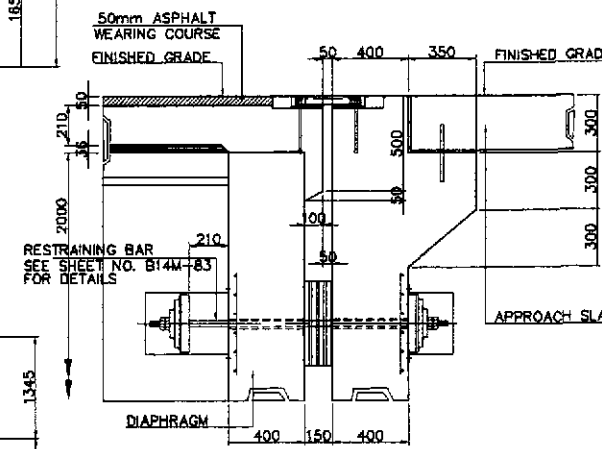 165
50mm ASPHALT
WEARING COURSE
FINISHED GRADE
50 400 350
FINISHED GRAD
50
210
36
2000
500
50
300
300
300
100
50
210
RESTRAINING BAR
SEE SHEET NO. B14M-83
FOR DETAILS
APPROACH SLA
1345
DIAPHRAGM
400 150 400